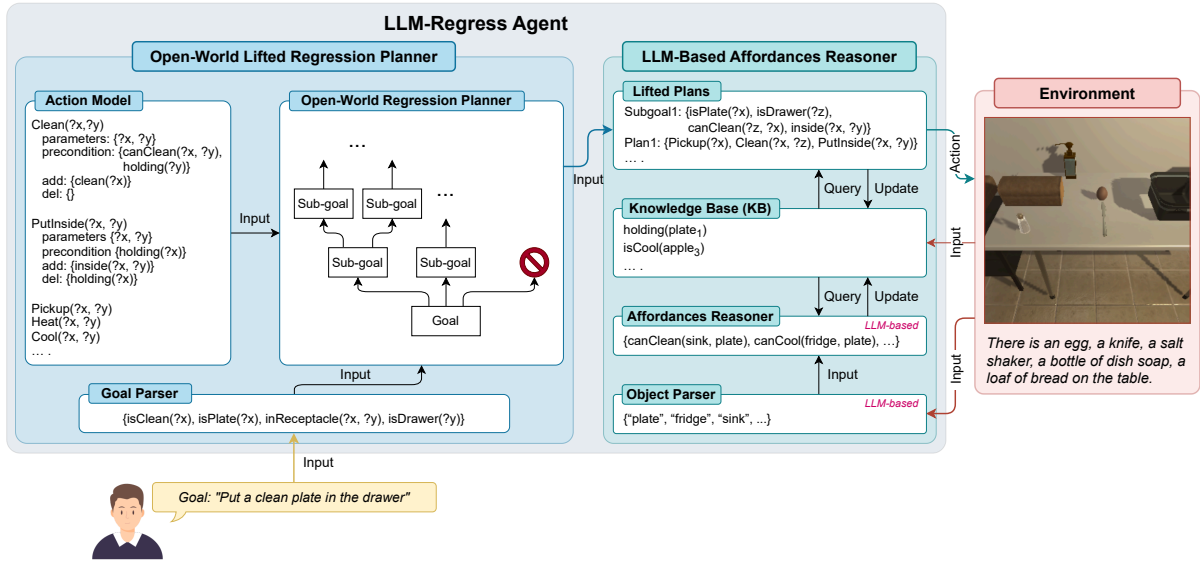 LLM-Regress Agent
Open-World Lifted Regression Planner
Action Model
Clean(?x,?y)
parameters: {?x, ?y}
precondition: {canClean(?x, ?y),
holding(?y)}
add: {clean(?x)}
del: {}
PutInside(?x, ?y)
parameters {?x, ?y}
precondition {holding(?x)}
add: {inside(?x, ?y)}
del: {holding(?x)}
Pickup(?x, ?y)
Heat(?x, ?y)
Cool(?x, ?y)
... .
Input
Open-World Regression Planner
...
...
Sub-goal
Sub-goal
Sub-goal
Sub-goal
Goal
Input
Goal Parser
{isClean(?x), isPlate(?x), inReceptacle(?x, ?y), isDrawer(?y)}
Input
Goal: "Put a clean plate in the drawer"
Input
LLM-Based Affordances Reasoner
Lifted Plans
Subgoal1: {isPlate(?x), isDrawer(?z),
canClean(?z, ?x), inside(?x, ?y)}
Plan1: {Pickup(?x), Clean(?x, ?z), PutInside(?x, ?y)}
... .
Query
Update
Knowledge Base (KB)
holding(plate₁)
isCool(apple₃)
... .
Query
Update
Affordances Reasoner
LLM-based
{canClean(sink, plate), canCool(fridge, plate), …}
Input
Object Parser
LLM-based
{“plate”, “fridge”, “sink”, ...}
Action
Input
Input
Environment
There is an egg, a knife, a salt
shaker, a bottle of dish soap, a
loaf of bread on the table.